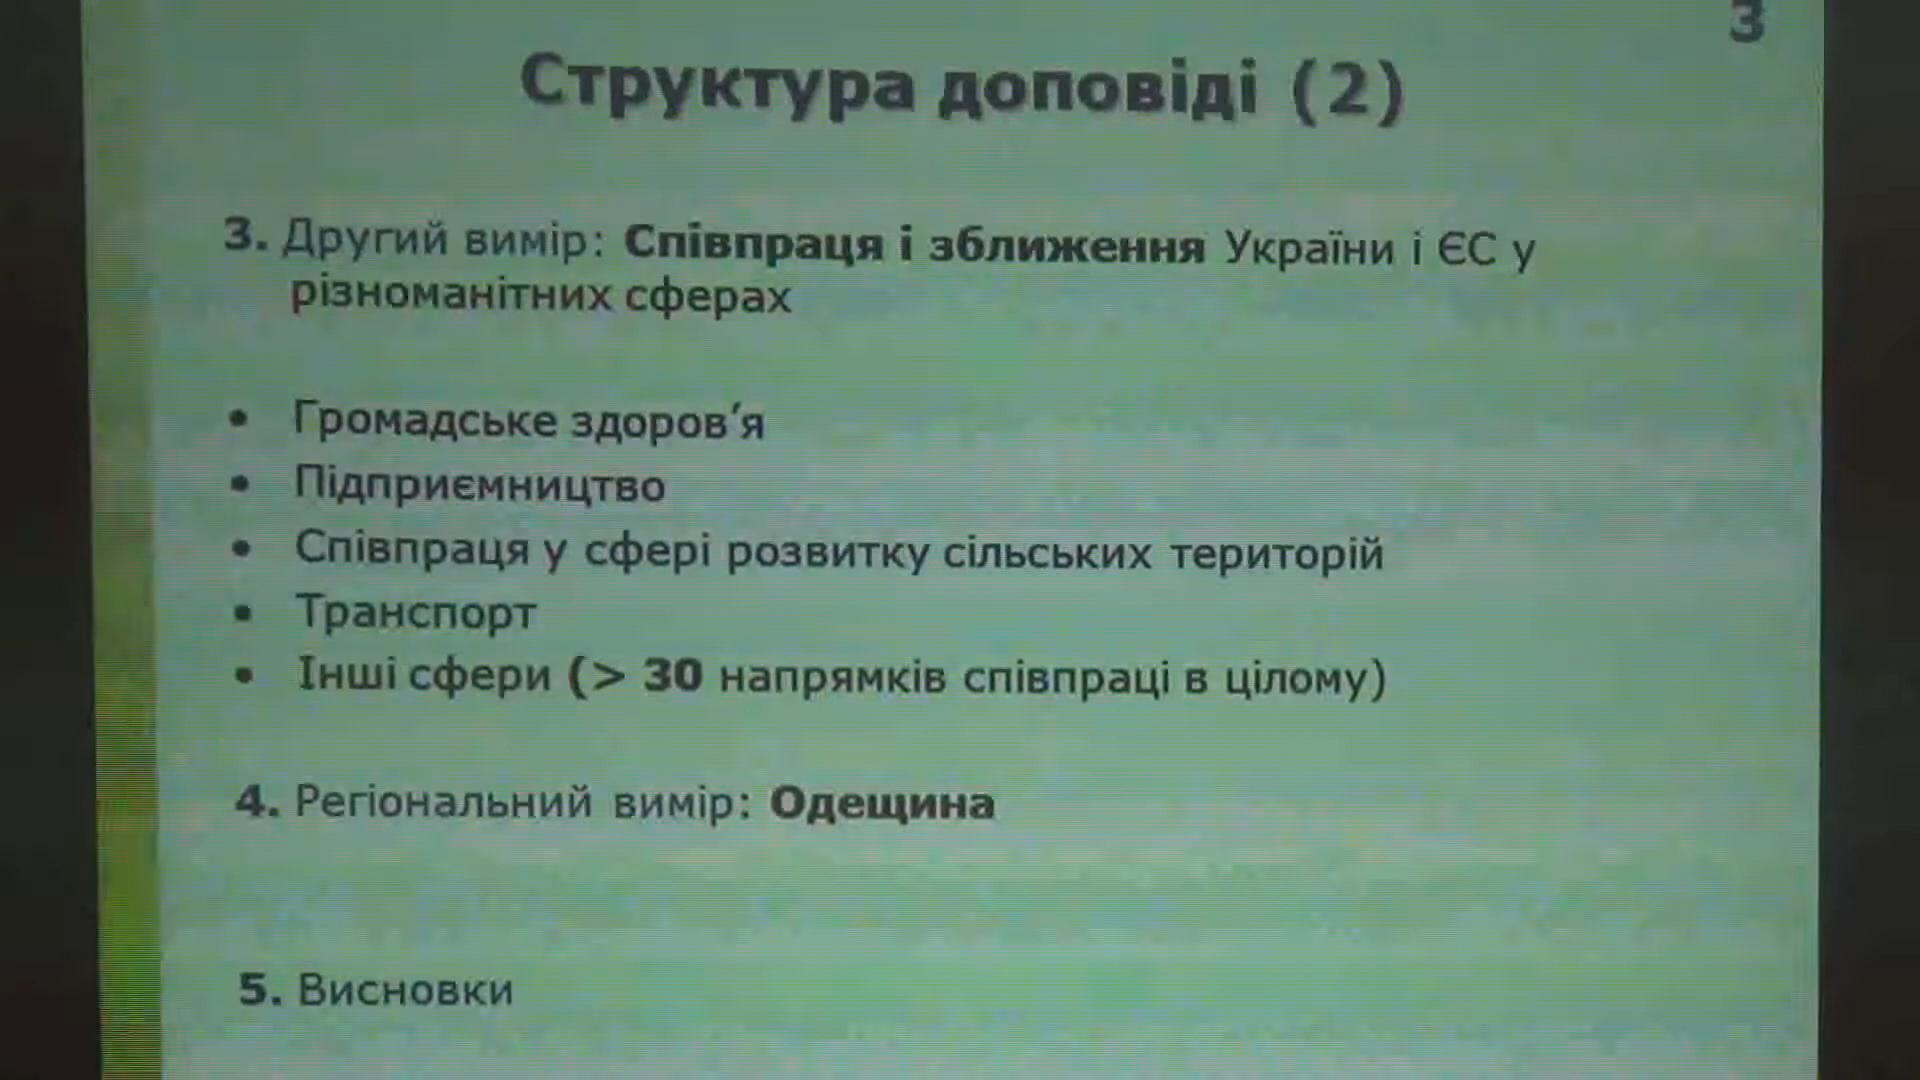 3
Структура доповіді (2)
3. Другий вимір: Співпраця і зближення України і ЄС у
різноманітних сферах
• Громадське здоров’я
• Підприємництво
• Співпраця у сфері розвитку сільських територій
• Транспорт
• Інші сфери (> 30 напрямків співпраці в цілому)
4. Регіональний вимір: Одещина
5. Висновки